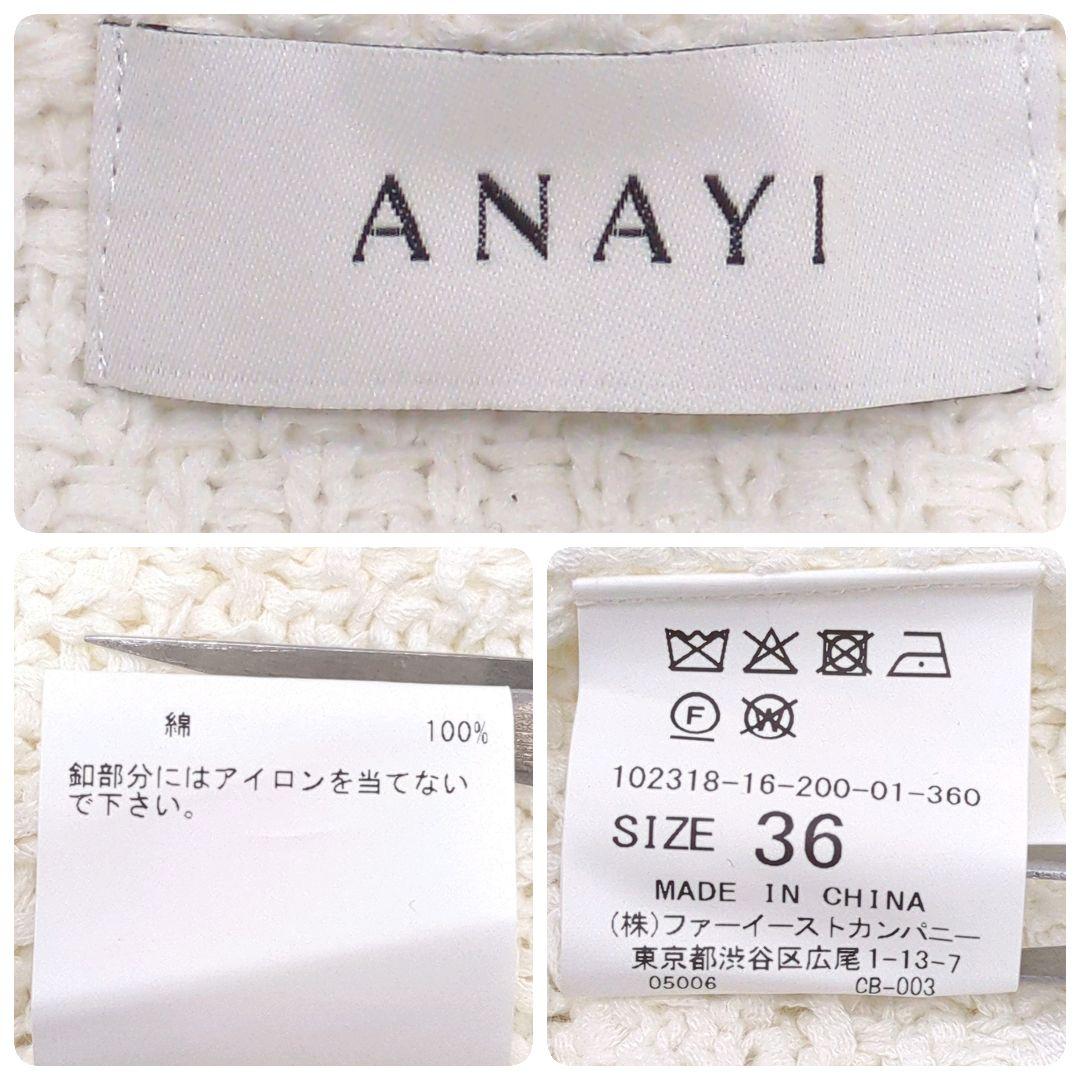 ANAYI
綿 100%
釦部分にはアイロンを当てない
で下さい。
F
W
102318-16-200-01-360
SIZE 36
MADE IN CHINA
(株)ファーイーストカンパニー
東京都渋谷区広尾1-13-7
05006 CB-003